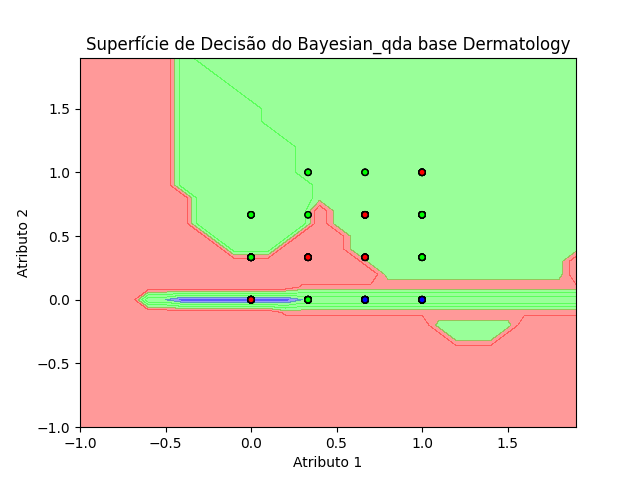 Superfície de Decisão do Bayesian_qda base Dermatology
1.5
1.0
0.5
0.0
−0.5
−1.0
Atributo 2
−1.0 −0.5 0.0 0.5 1.0 1.5
Atributo 1